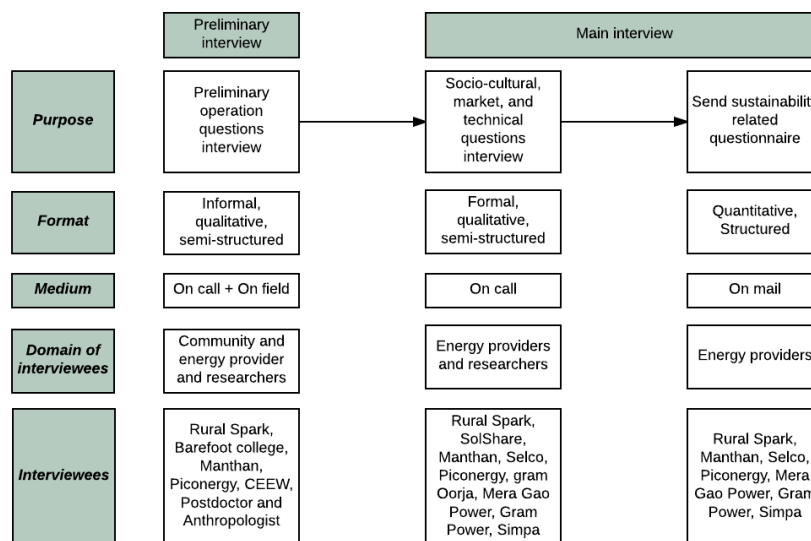 Preliminary
interview
Main interview
Purpose
Preliminary
operation
questions
interview
Socio-cultural,
market, and
technical
questions
interview
Send sustainability
related
questionnaire
Format
Informal,
qualitative,
semi-structured
Formal,
qualitative,
semi-structured
Quantitative,
Structured
Medium
On call + On field
On call
On mail
Domain of
interviewees
Community and
energy provider
and researchers
Energy providers
and researchers
Energy providers
Interviewees
Rural Spark,
Barefoot college,
Manthan,
Piconergy, CEEW,
Postdoctor and
Anthropologist
Rural Spark,
SolShare,
Manthan, Selco,
Piconergy, gram
Oorja, Mera Gao
Power, Gram
Power, Simpa
Rural Spark,
Manthan, Selco,
Piconergy, Mera
Gao Power, Gram
Power, Simpa